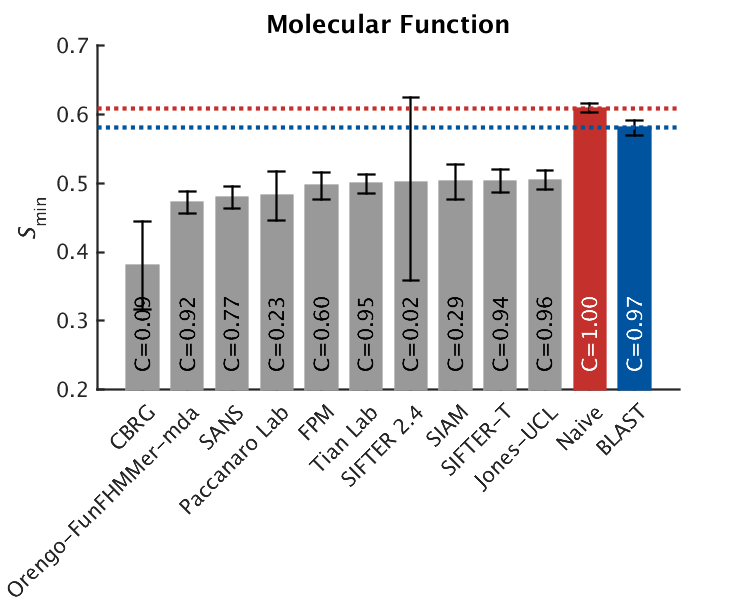 Molecular Function
0.7
0.6
0.5
0.4
0.3
0.2
Smin
C=0.09
C=0.92
C=0.77
C=0.23
C=0.60
C=0.95
C=0.02
C=0.29
C=0.94
C=0.96
C=1.00
C=0.97
CBRG
Orengo-FunFHMMer-mda
SANS
Paccanaro Lab
FPM
Tian Lab
SIFTER 2.4
SIAM
SIFTER-T
Jones-UCL
Naive
BLAST